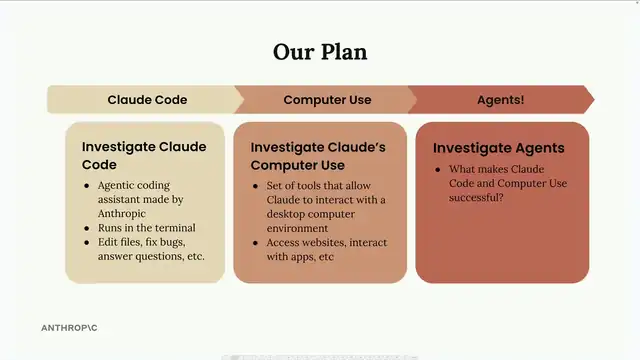 Our Plan
Claude Code
Computer Use
Agents!
Investigate Claude
Code
● Agentic coding
assistant made by
Anthropic
● Runs in the terminal
● Edit files, fix bugs,
answer questions, etc.
Investigate Claude's
Computer Use
● Set of tools that allow
Claude to interact with a
desktop computer
environment
● Access websites, interact
with apps, etc
Investigate Agents
● What makes Claude
Code and Computer Use
successful?
ANTHROP\C